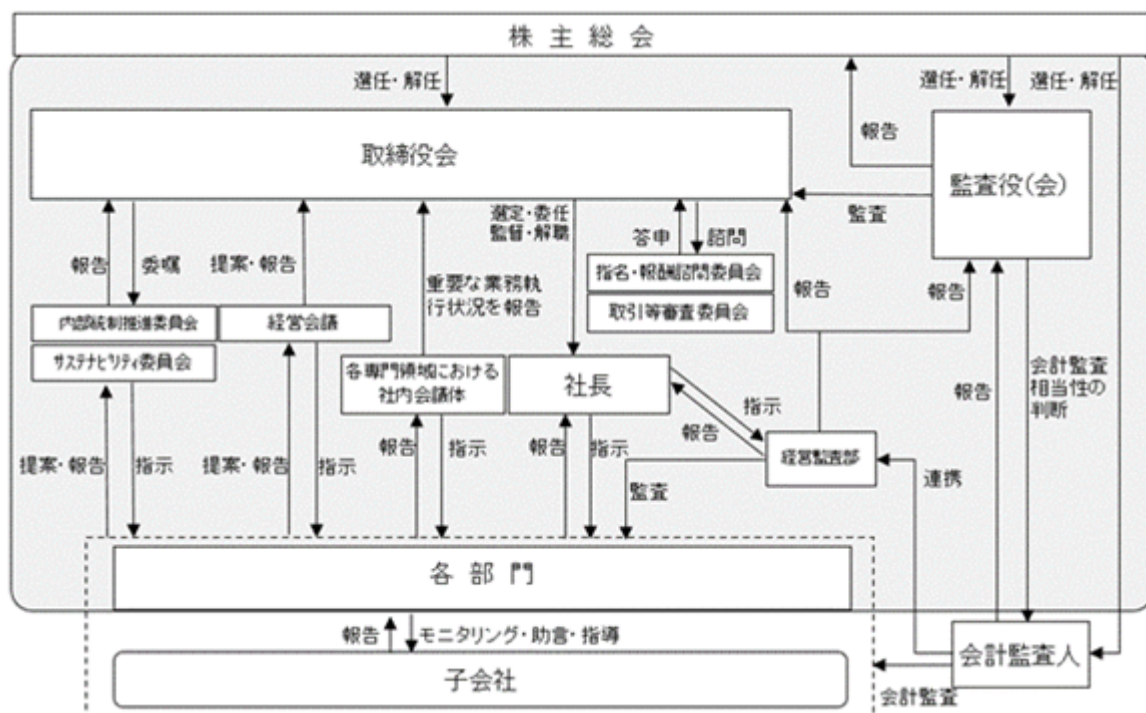 株主総会
選任・解任
選任・解任
選任・解任
報告
取締役会
監査役(会)
監査
選定・委任
監督・解職
答申
諮問
報告
委嘱
提案・報告
重要な業務執
行状況を報告
指名・報酬諮問委員会
取引等審査委員会
報告
報告
内部統制推進委員会
サステナビリティ委員会
経営会議
各専門領域における
社内会議体
社長
報告
会計監査
相当性の
判断
指示
報告
経営監査部
提案・報告
指示
提案・報告
指示
報告
指示
報告
指示
監査
連携
各部門
報告
モニタリング・助言・指導
子会社
会計監査人
会計監査